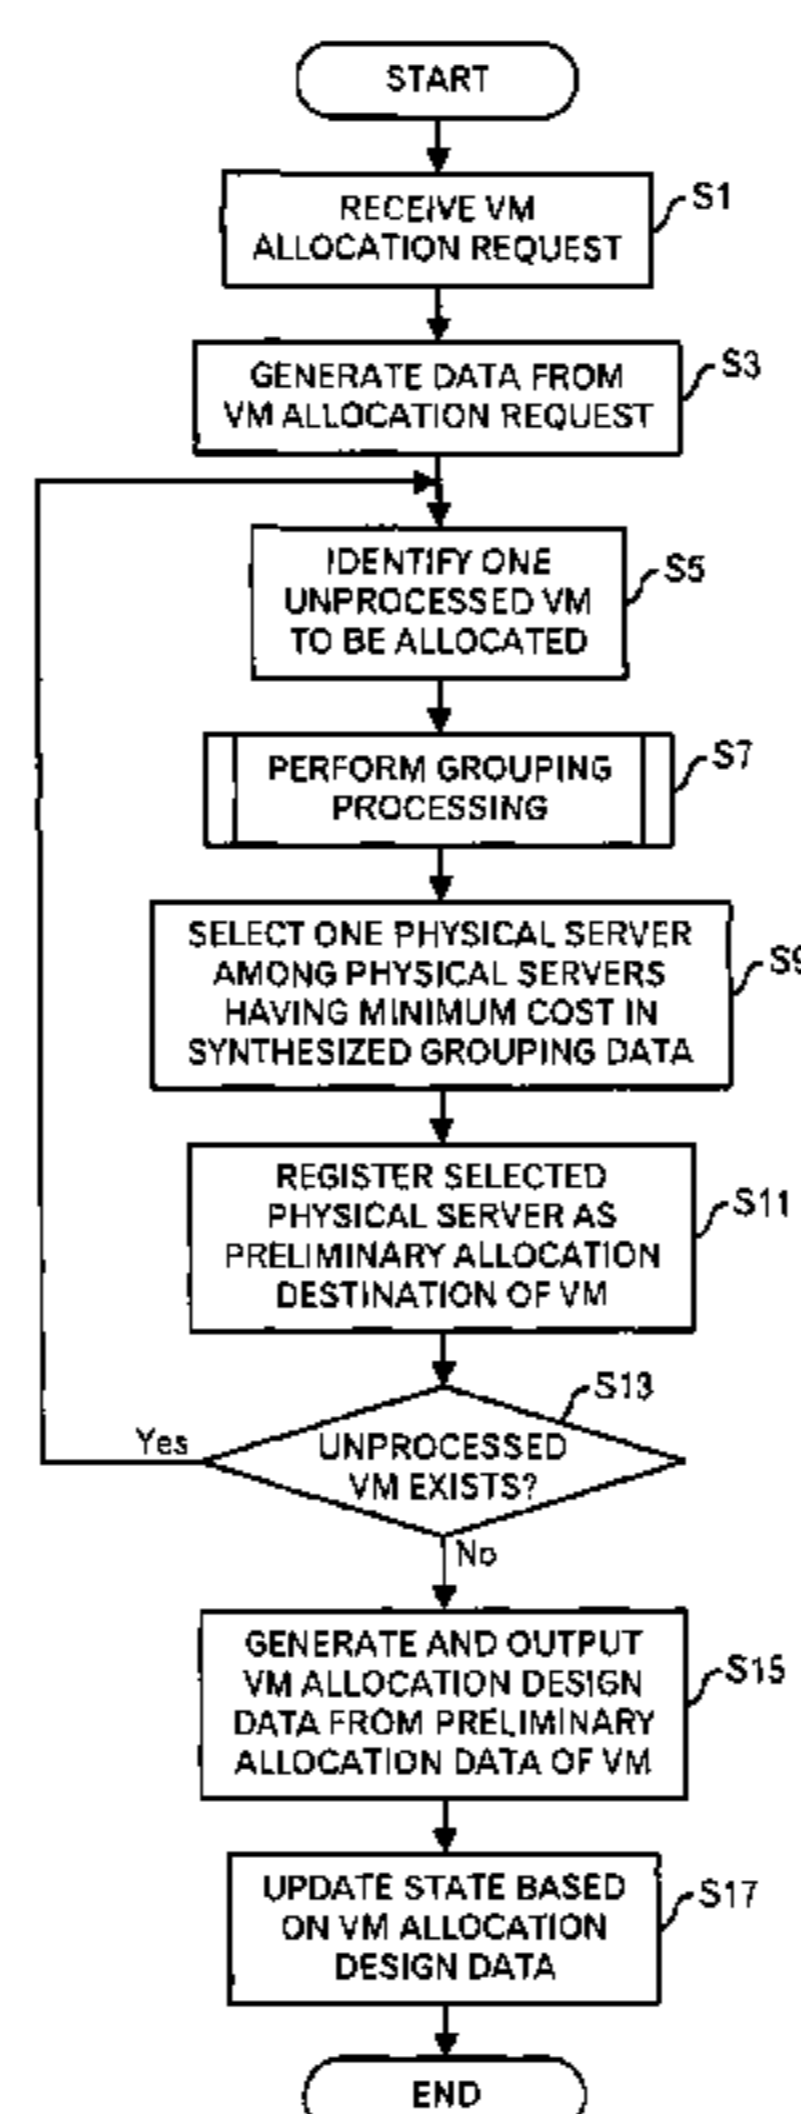 START
RECEIVE VM
ALLOCATION REQUEST
S1
GENERATE DATA FROM
VM ALLOCATION REQUEST
S3
IDENTIFY ONE
UNPROCESSED VM
TO BE ALLOCATED
S5
PERFORM GROUPING
PROCESSING
S7
SELECT ONE PHYSICAL SERVER
AMONG PHYSICAL SERVERS
HAVING MINIMUM COST IN
SYNTHESIZED GROUPING DATA
S9
REGISTER SELECTED
PHYSICAL SERVER AS
PRELIMINARY ALLOCATION
DESTINATION OF VM
S11
S13
Yes
UNPROCESSED
VM EXISTS?
No
GENERATE AND OUTPUT
VM ALLOCATION DESIGN
DATA FROM PRELIMINARY
ALLOCATION DATA OF VM
S15
UPDATE STATE BASED
ON VM ALLOCATION
DESIGN DATA
S17
END